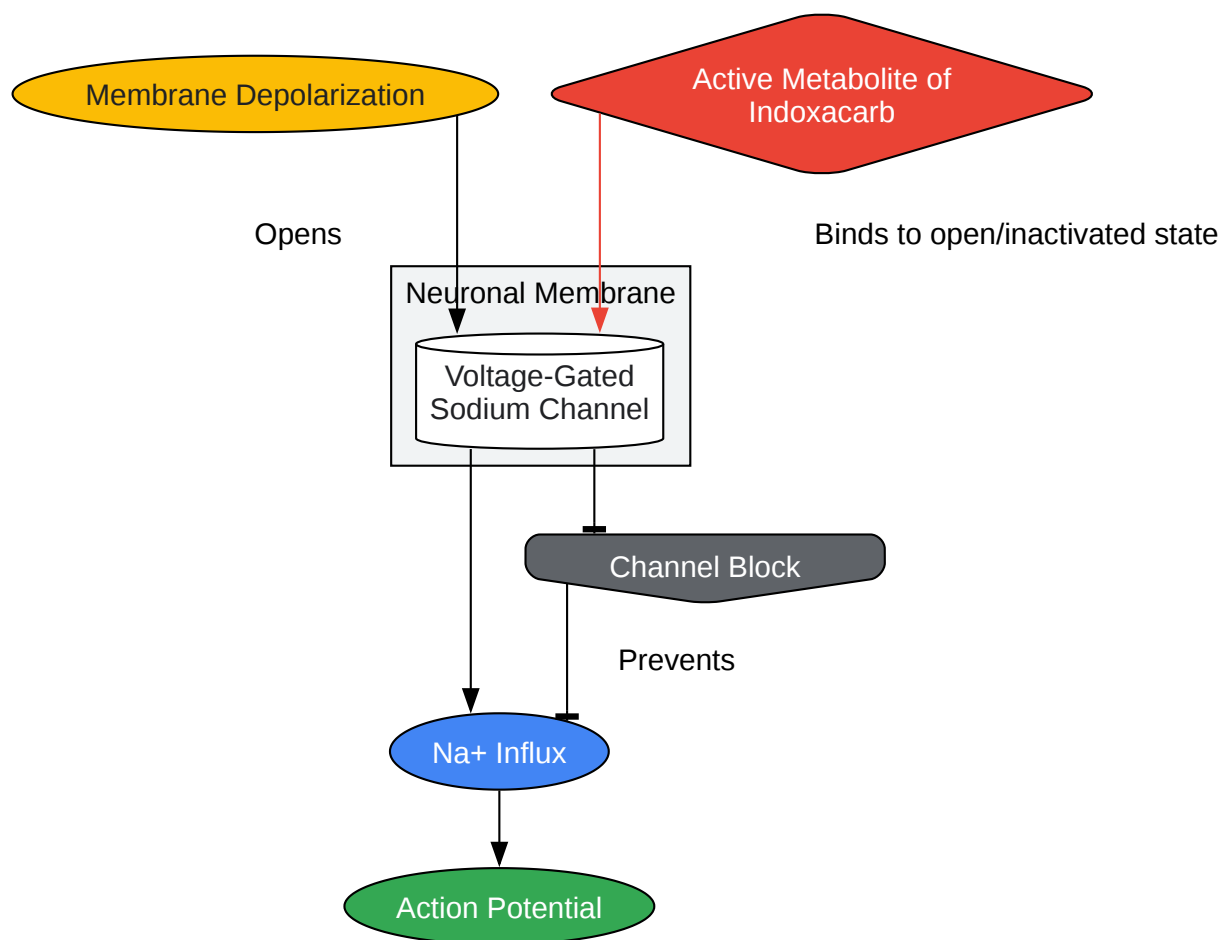 Membrane Depolarization
Active Metabolite of
Indoxacarb
Opens
Binds to open/inactivated state
Neuronal Membrane
Voltage-Gated
Sodium Channel
Channel Block
Prevents
Na+ Influx
Action Potential